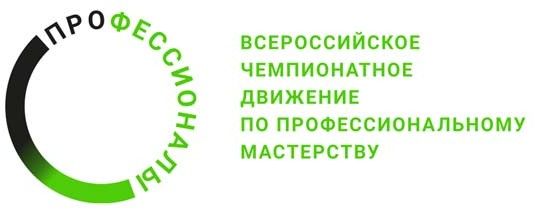 ПРОФЕССИОНАЛЫ
ВСЕРОССИЙСКОЕ
ЧЕМПИОНАТНОЕ
ДВИЖЕНИЕ
ПО ПРОФЕССИОНАЛЬНОМУ
МАСТЕРСТВУ